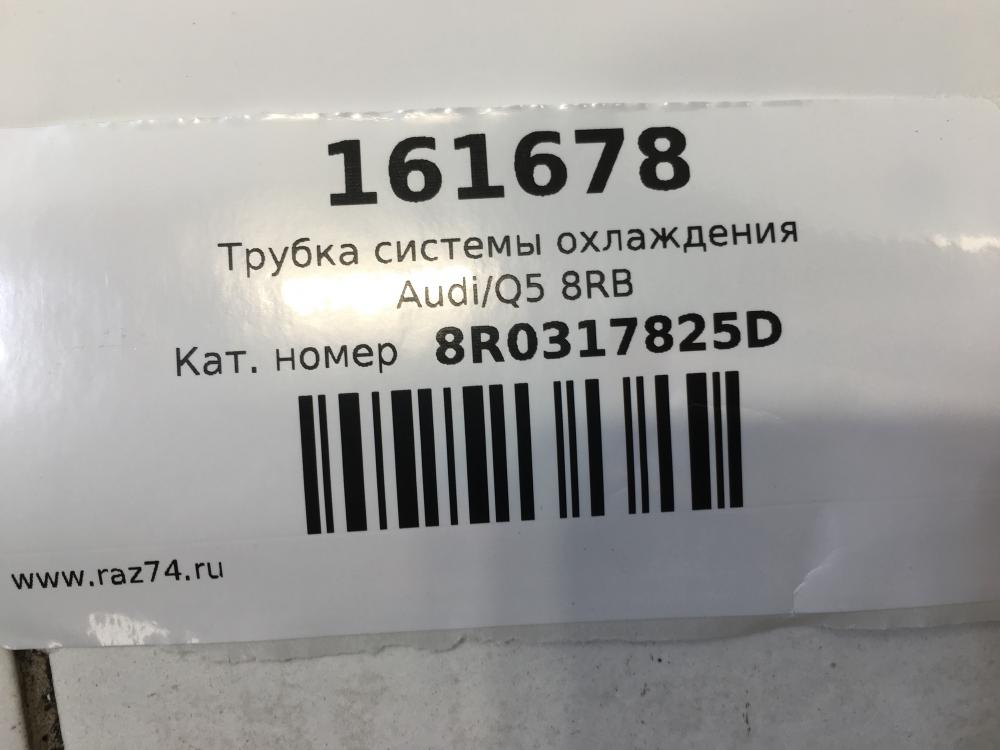 161678
Трубка системы охлаждения
Audi/Q5 8RB
Кат. номер 8R0317825D
www.raz74.ru